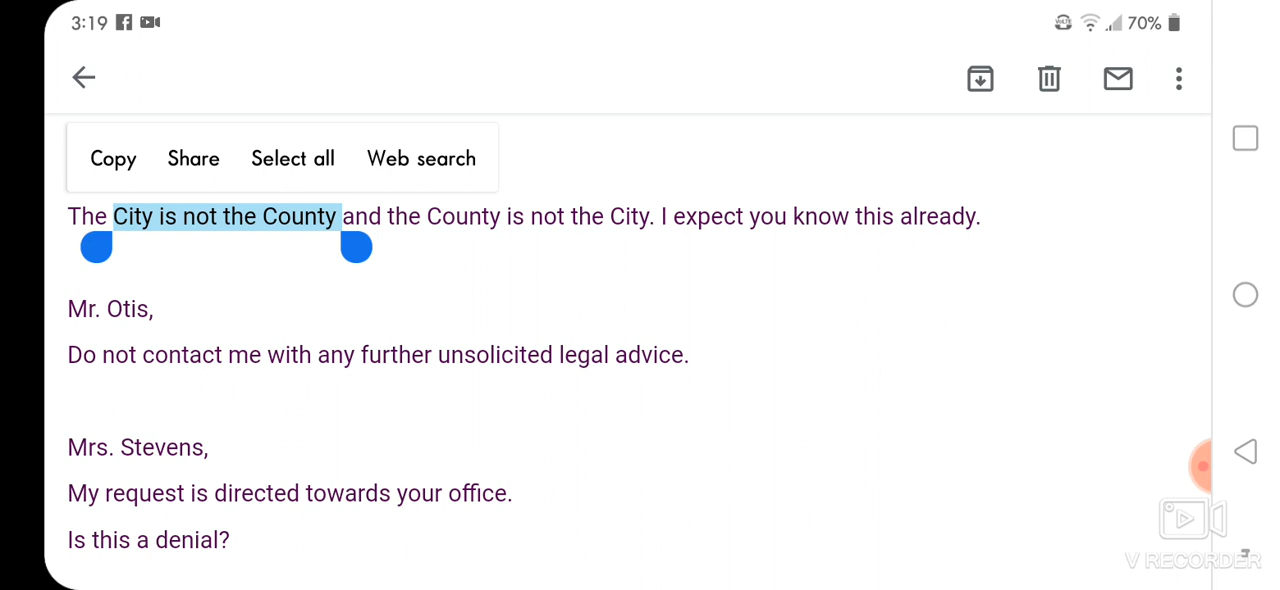 3:19
70%
Copy Share Select all Web search
The City is not the County and the County is not the City. I expect you know this already.
Mr. Otis,
Do not contact me with any further unsolicited legal advice.
Mrs. Stevens,
My request is directed towards your office.
Is this a denial?
V RECORDER